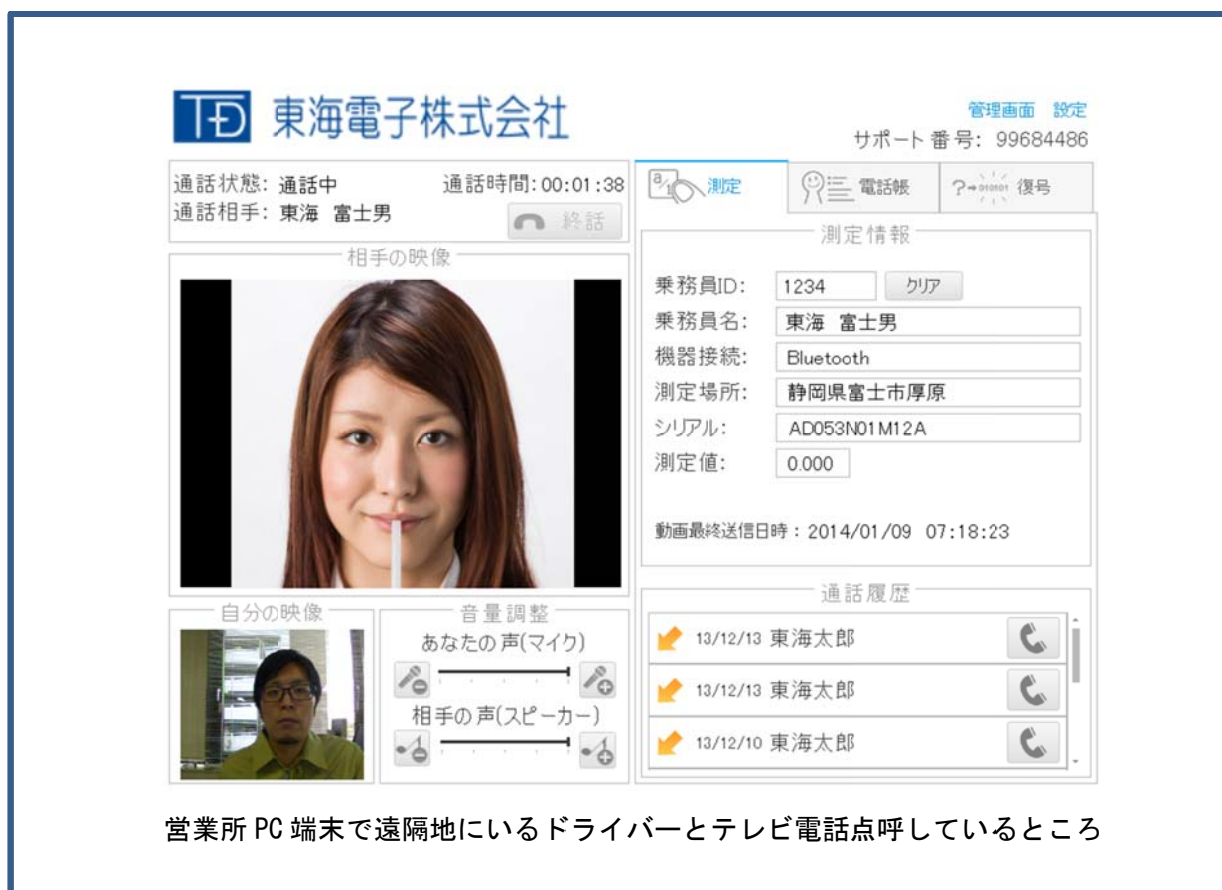 TD 東海電子株式会社
管理画面 設定
サポート番号: 99684486
通話状態: 通話中 通話時間: 00:01:38
通話相手: 東海 富士男
終話
相手の映像
自分の映像
音量調整
あなたの声(マイク)
相手の声(スピーカー)
a/1 測定
電話帳
?→010101 復号
測定情報
乗務員ID: 1234 クリア
乗務員名: 東海 富士男
機器接続: Bluetooth
測定場所: 静岡県富士市厚原
シリアル: AD053N01M12A
測定値: 0.000
動画最終送信日時: 2014/01/09 07:18:23
通話履歴
13/12/13 東海太郎
13/12/13 東海太郎
13/12/10 東海太郎
営業所 PC 端末で遠隔地にいるドライバーとテレビ電話点呼しているところ